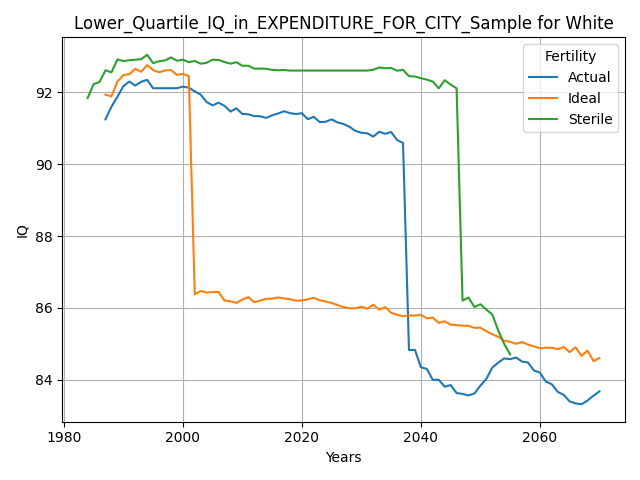 Lower_Quartile_IQ_in_EXPENDITURE_FOR_CITY_Sample for White
Fertility
Actual
Ideal
Sterile
IQ
92
90
88
86
84
1980
2000
2020
2040
2060
Years